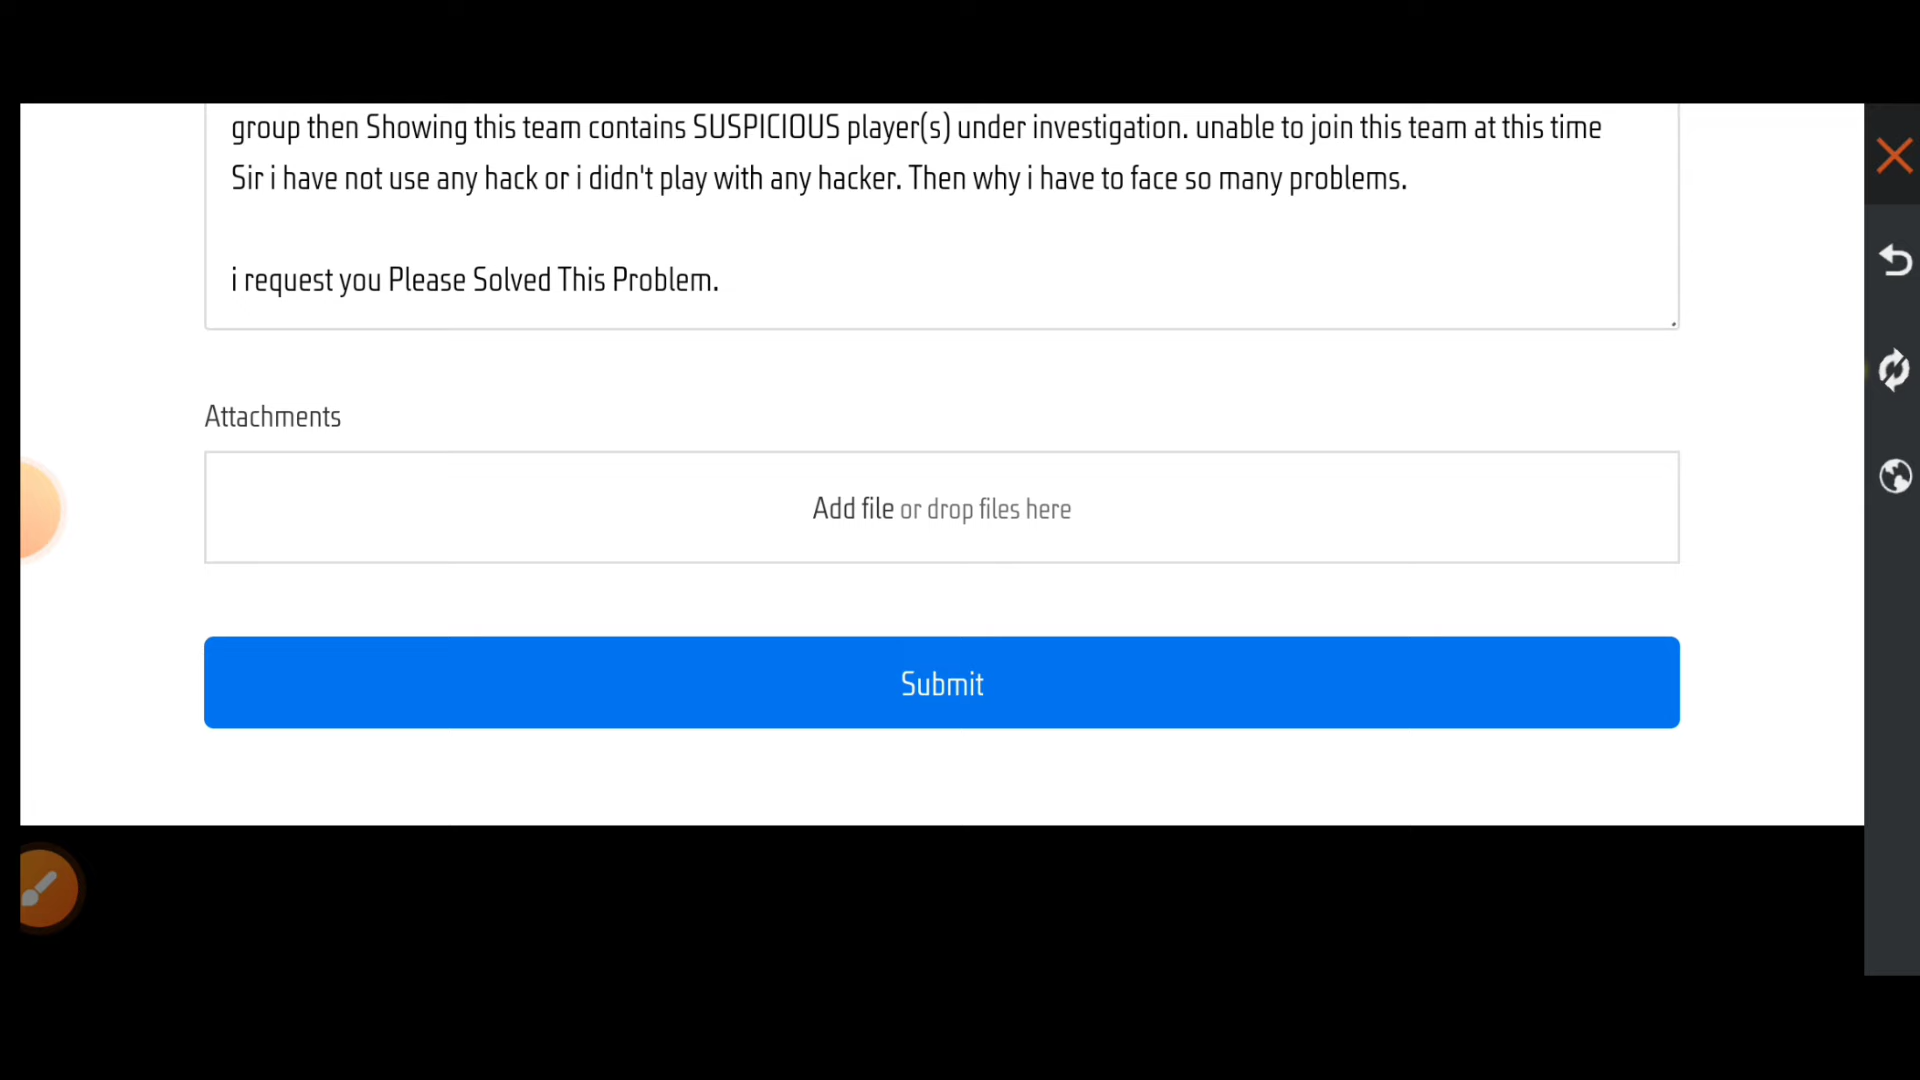 group then Showing this team contains SUSPICIOUS player(s) under investigation. unable to join this team at this time
Sir i have not use any hack or i didn't play with any hacker. Then why i have to face so many problems.
i request you Please Solved This Problem.
Attachments
Add file or drop files here
Submit